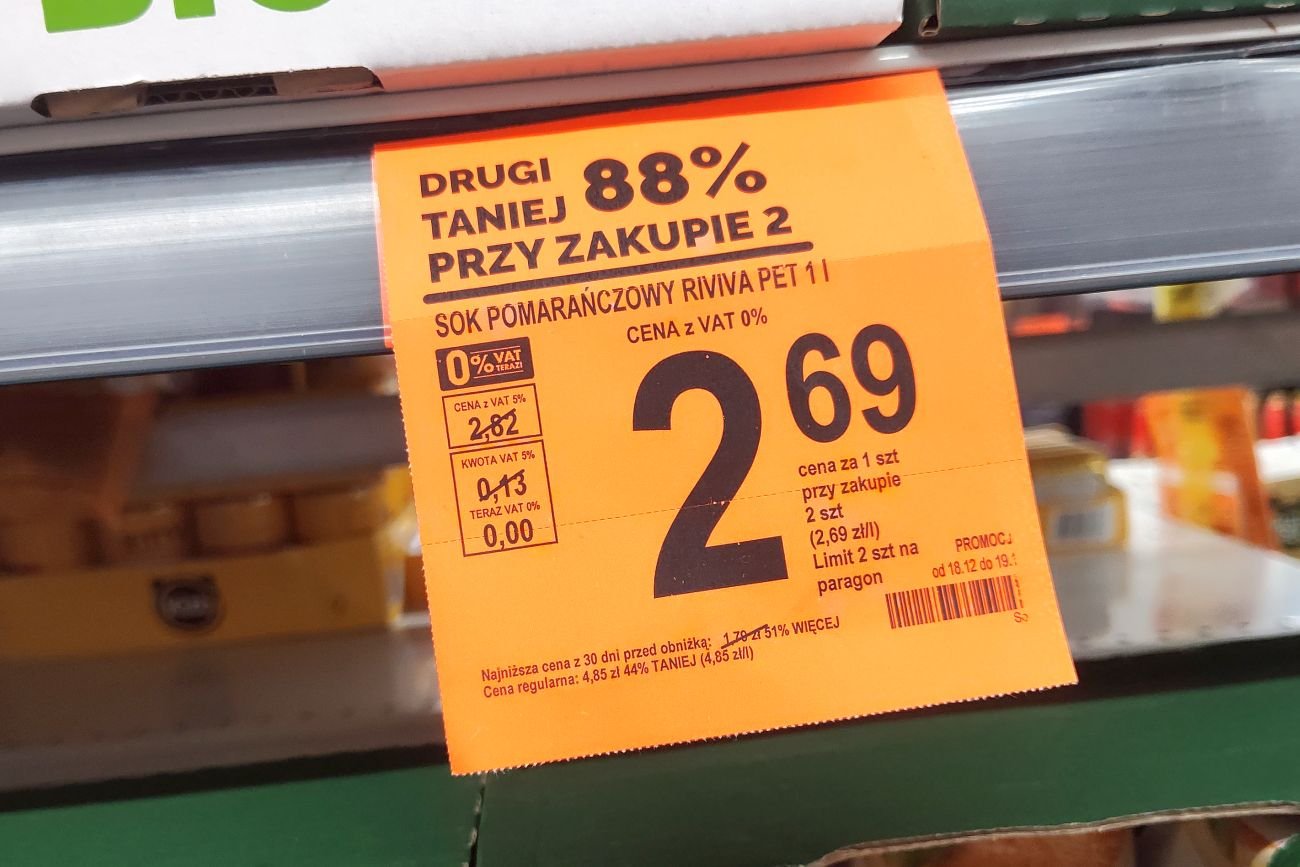 DRUGI
TANIEJ 88%
PRZY ZAKUPIE 2
SOK POMARAŃCZOWY RIVIVA PET 1 l
CENA z VAT 0%
0% VAT TERAZ!
CENA z VAT 5%
2,82
KWOTA VAT 5%
0,13
TERAZ VAT 0%
0,00
2 69
cena za 1 szt
przy zakupie
2 szt
(2,69 zł/l)
Limit 2 szt na
paragon
PROMOCJ
od 18.12 do 19.1
Najniższa cena z 30 dni przed obniżką: 1,79 zł 51% WIĘCEJ
Cena regularna: 4,85 zł 44% TANIEJ (4,85 zł/l)